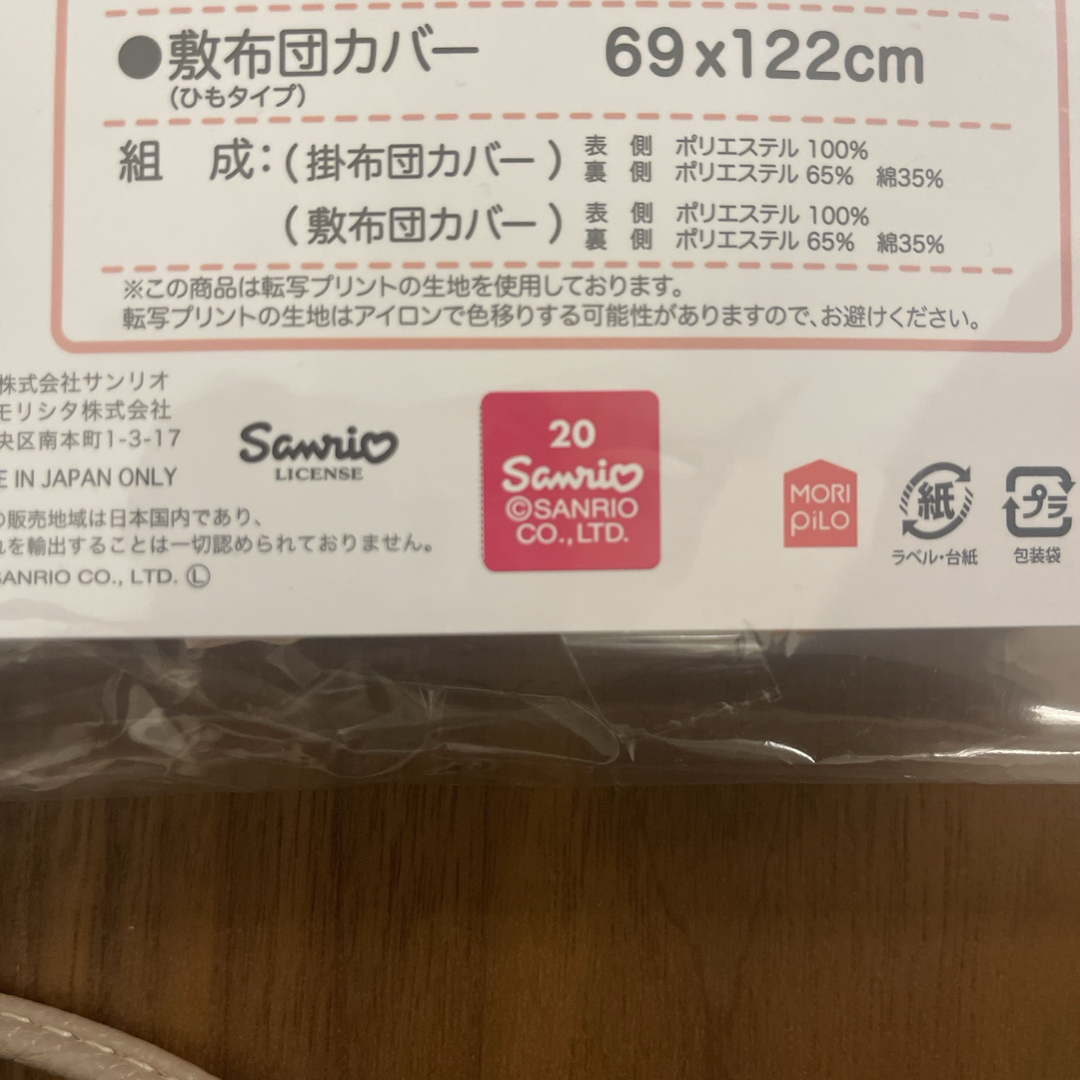 ●敷布団カバー 69x122cm
(ひもタイプ)
組 成:(掛布団カバー) 表 側 ポリエステル 100%
裏 側 ポリエステル 65% 綿35%
(敷布団カバー) 表 側 ポリエステル 100%
裏 側 ポリエステル 65% 綿35%
※この商品は転写プリントの生地を使用しております。
転写プリントの生地はアイロンで色移りする可能性がありますので、お避けください。
株式会社サンリオ
モリシタ株式会社
央区南本町1-3-17
E IN JAPAN ONLY
の販売地域は日本国内であり、
れを輸出することは一切認められておりません。
SANRIO CO., LTD. Ⓛ
Sanrio
LICENSE
20
Sanrio
©SANRIO
CO.,LTD.
MORI
PiLO
紙
ラベル・台紙
プラ
包装袋